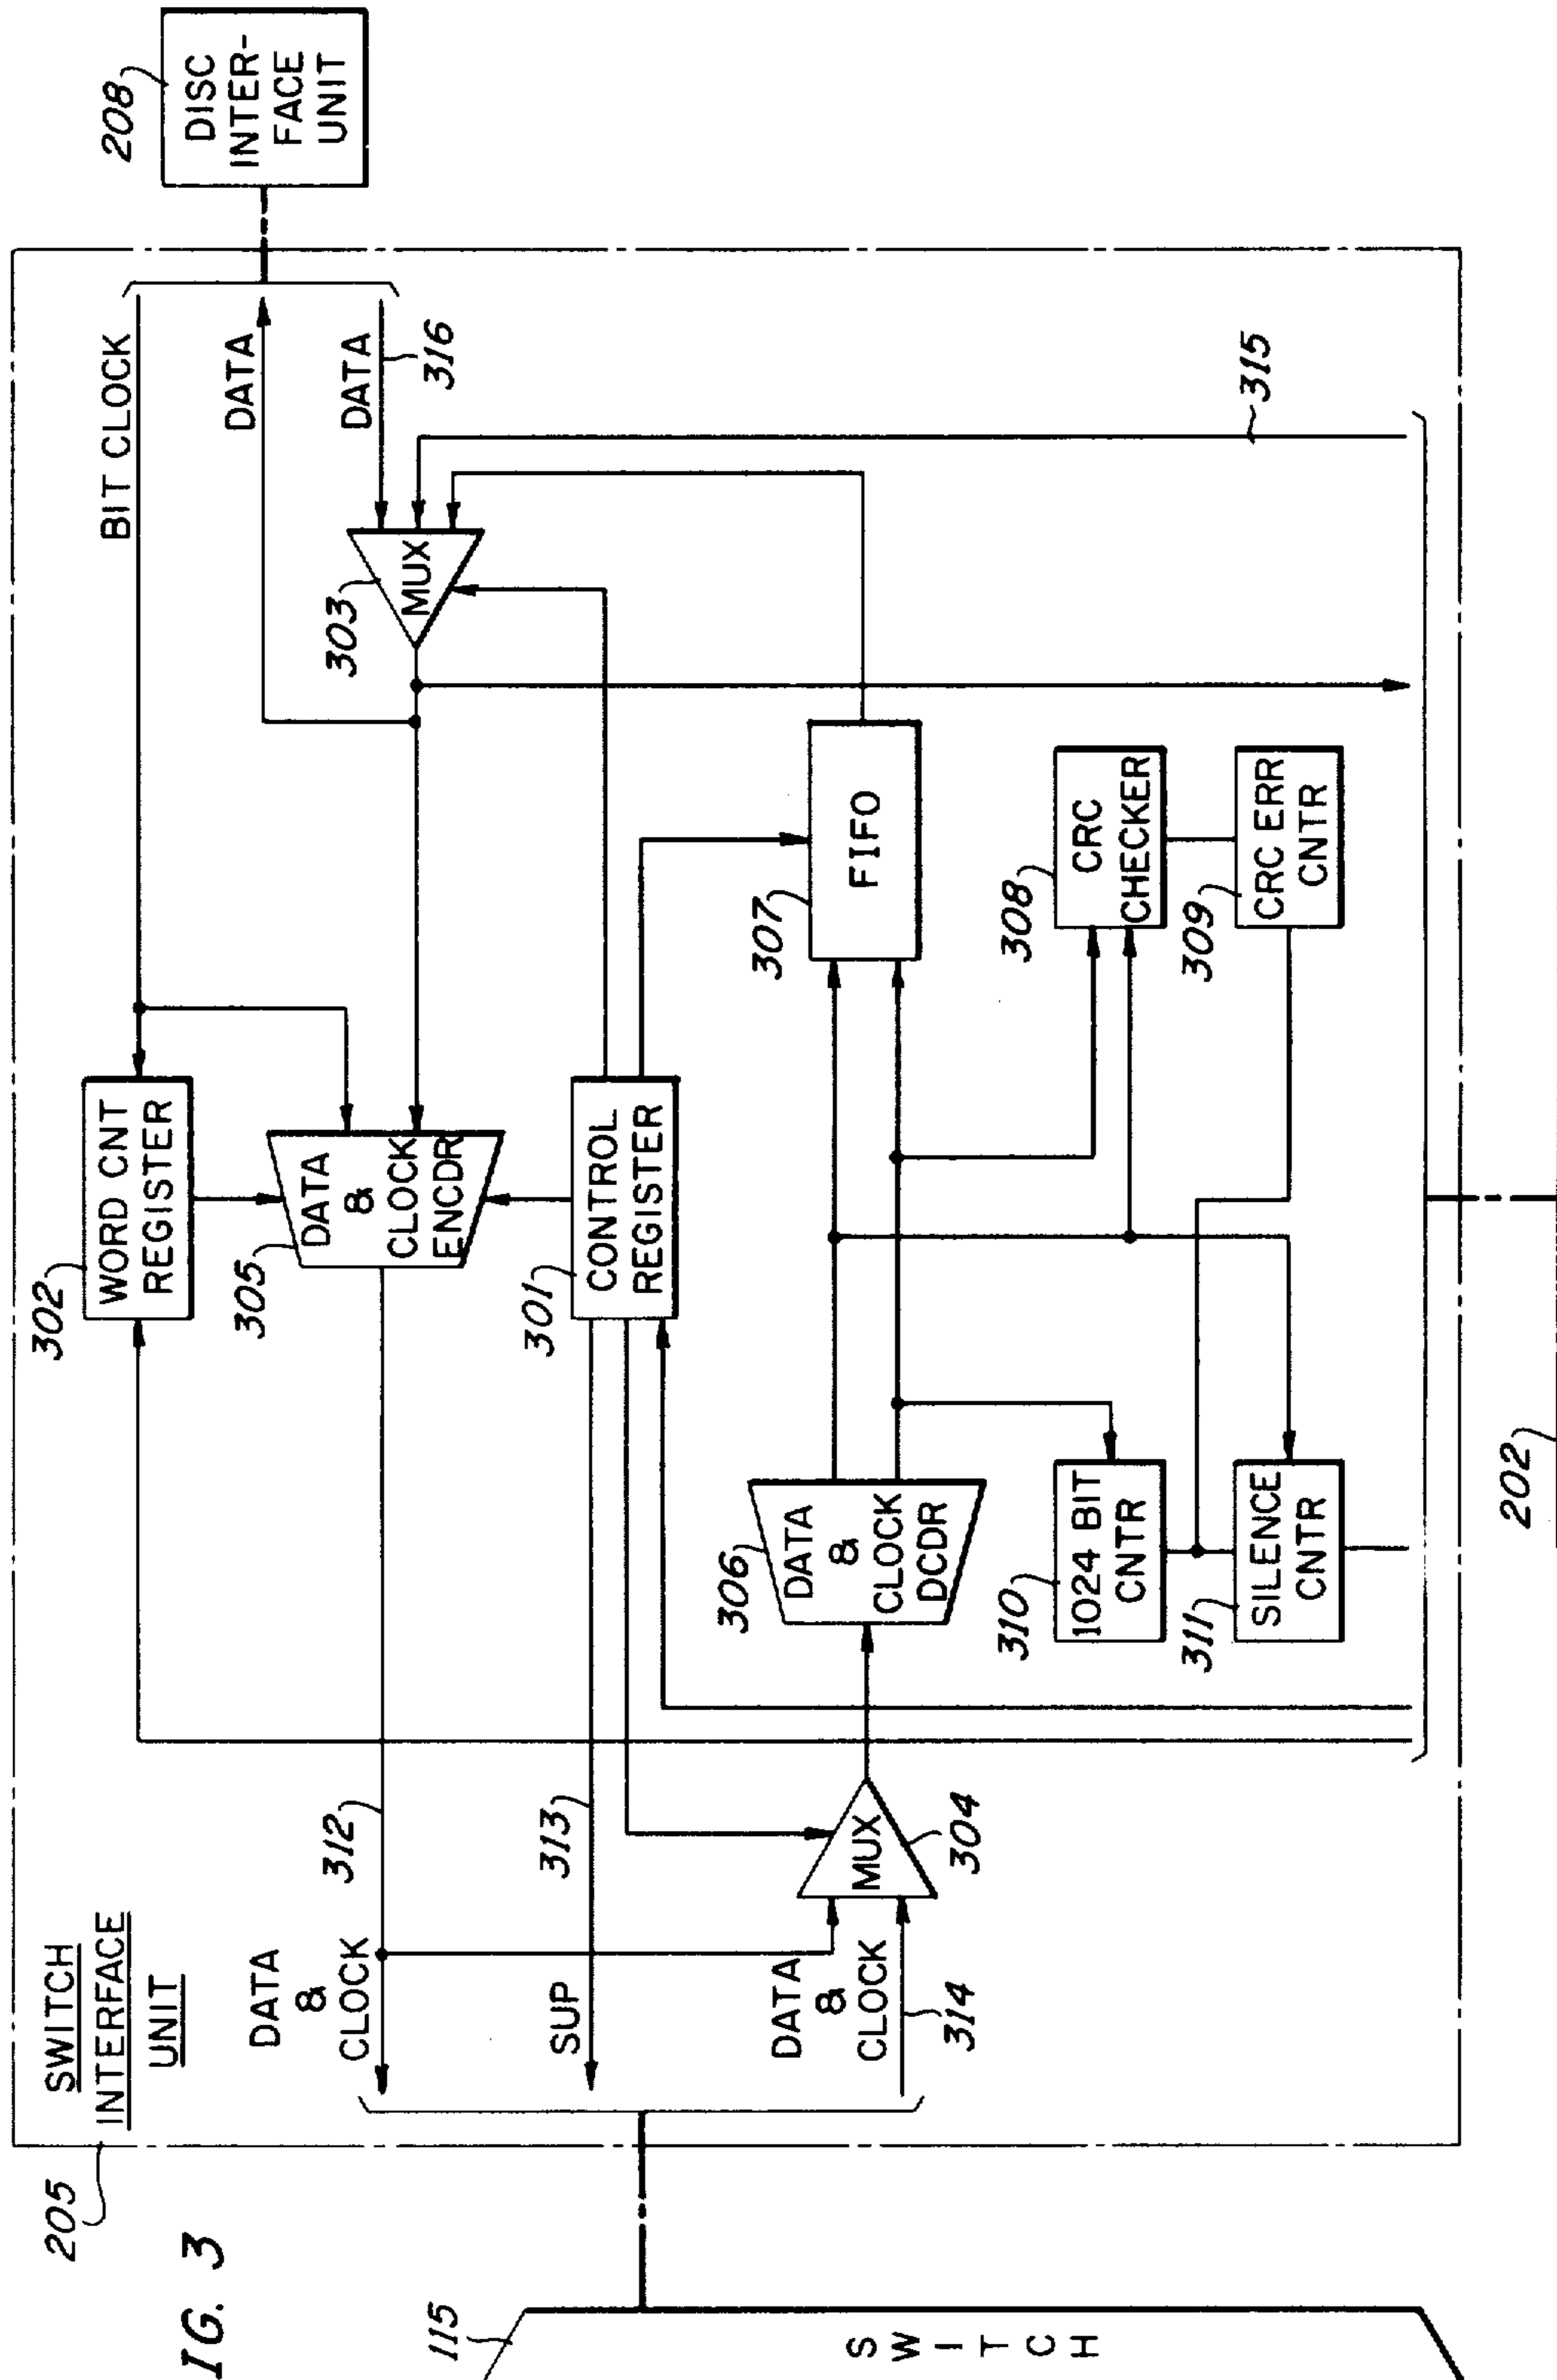 IG. 3
205
SWITCH
INTERFACE
UNIT
115
SWITCH
DATA
&
CLOCK
312
SUP
313
DATA
&
CLOCK
314
MUX
304
302
WORD CNT
REGISTER
305
DATA
&
CLOCK
ENCDR
301
CONTROL
REGISTER
306
DATA
&
CLOCK
DCDR
310
1024 BIT
CNTR
311
SILENCE
CNTR
BIT CLOCK
DATA
DATA
316
303
MUX
307
FIFO
308
CRC
CHECKER
309
CRC ERR
CNTR
315
208
DISC
INTER-
FACE
UNIT
202